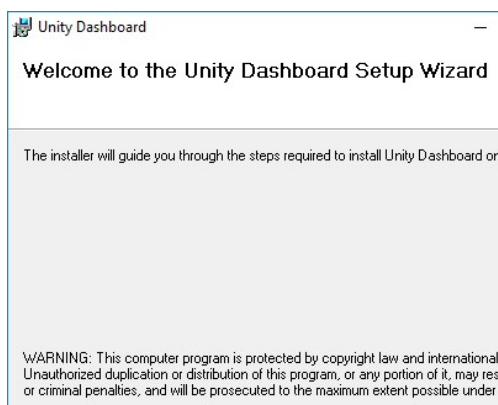 Unity Dashboard
Welcome to the Unity Dashboard Setup Wizard
The installer will guide you through the steps required to install Unity Dashboard on
WARNING: This computer program is protected by copyright law and international
Unauthorized duplication or distribution of this program, or any portion of it, may res
or criminal penalties, and will be prosecuted to the maximum extent possible under